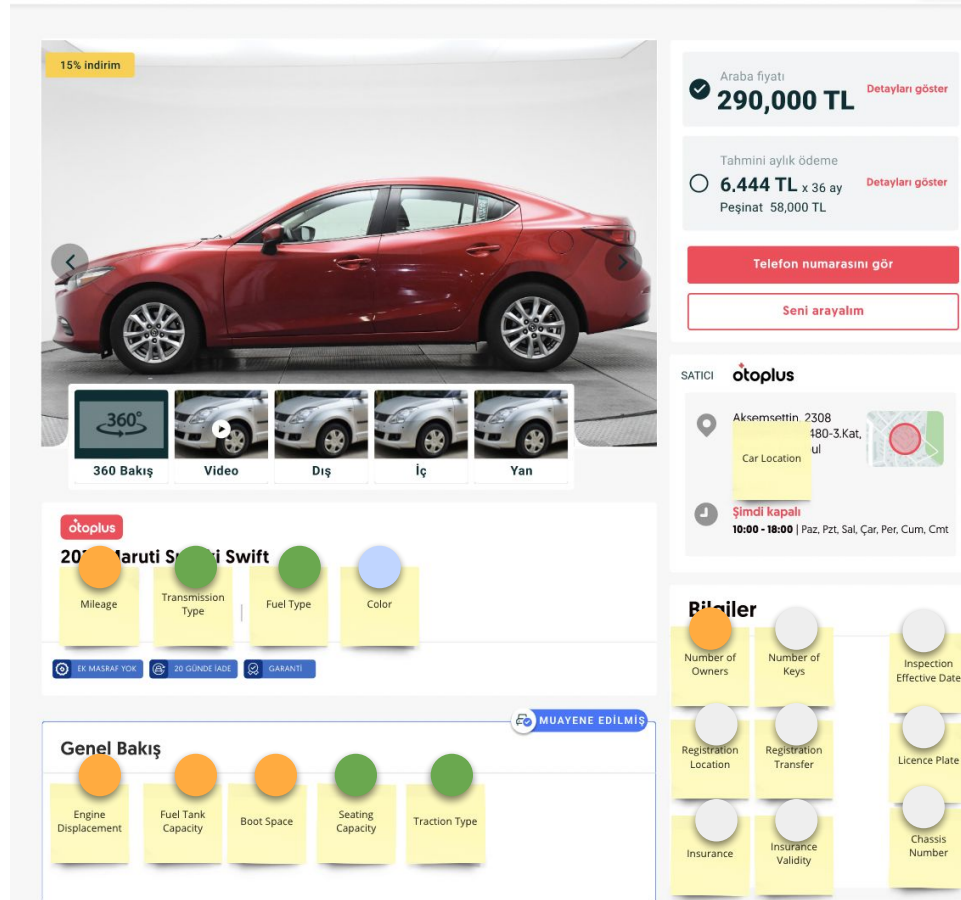 15% indirim
Araba fiyatı
290,000 TL
Detayları göster
Tahmini aylık ödeme
6.444 TL x 36 ay
Detayları göster
Peşinat 58,000 TL
Telefon numarasını gör
Seni arayalım
SATICI otoplus
Akşemsettin, 2308
480-3.Kat,
ul
Car Location
Şimdi kapalı
10:00 - 18:00 | Paz, Pzt, Sal, Çar, Per, Cum, Cmt
360°
360 Bakış
Video
Dış
İç
Yan
otoplus
Swift
Mileage
Transmission
Type
Fuel Type
Color
EK MASRAF YOK
20 GÜNDE İADE
GARANTİ
MUAYENE EDİLMİŞ
Genel Bakış
Engine
Displacement
Fuel Tank
Capacity
Boot Space
Seating
Capacity
Traction Type
Bilgiler
Number of
Owners
Number of
Keys
Inspection
Effective Date
Registration
Location
Registration
Transfer
Licence Plate
Insurance
Insurance
Validity
Chassis
Number